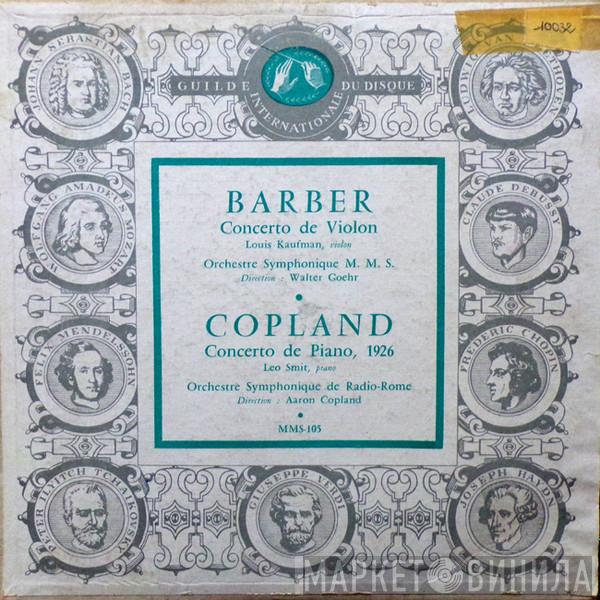 -10032
JOHANN SEBASTIAN BACH
GUILDE
INTERNATIONALE
DU DISQUE
LUDWIG VAN
WOLFGANG AMADEUS MOZART
CLAUDE DEBUSSY
BARBER
Concerto de Violon
Louis Kaufman, violon
Orchestre Symphonique M. M. S.
Direction : Walter Goehr
COPLAND
Concerto de Piano, 1926
Leo Smit, piano
Orchestre Symphonique de Radio-Rome
Direction : Aaron Copland
MMS-105
FELIX MENDELSSOHN
FREDERIC CHOPIN
PETER ILYITCH TCHAIKOVSKY
GIUSEPPE VERDI
JOSEPH HAYDN
МАРКЕТ ВИНИЛА